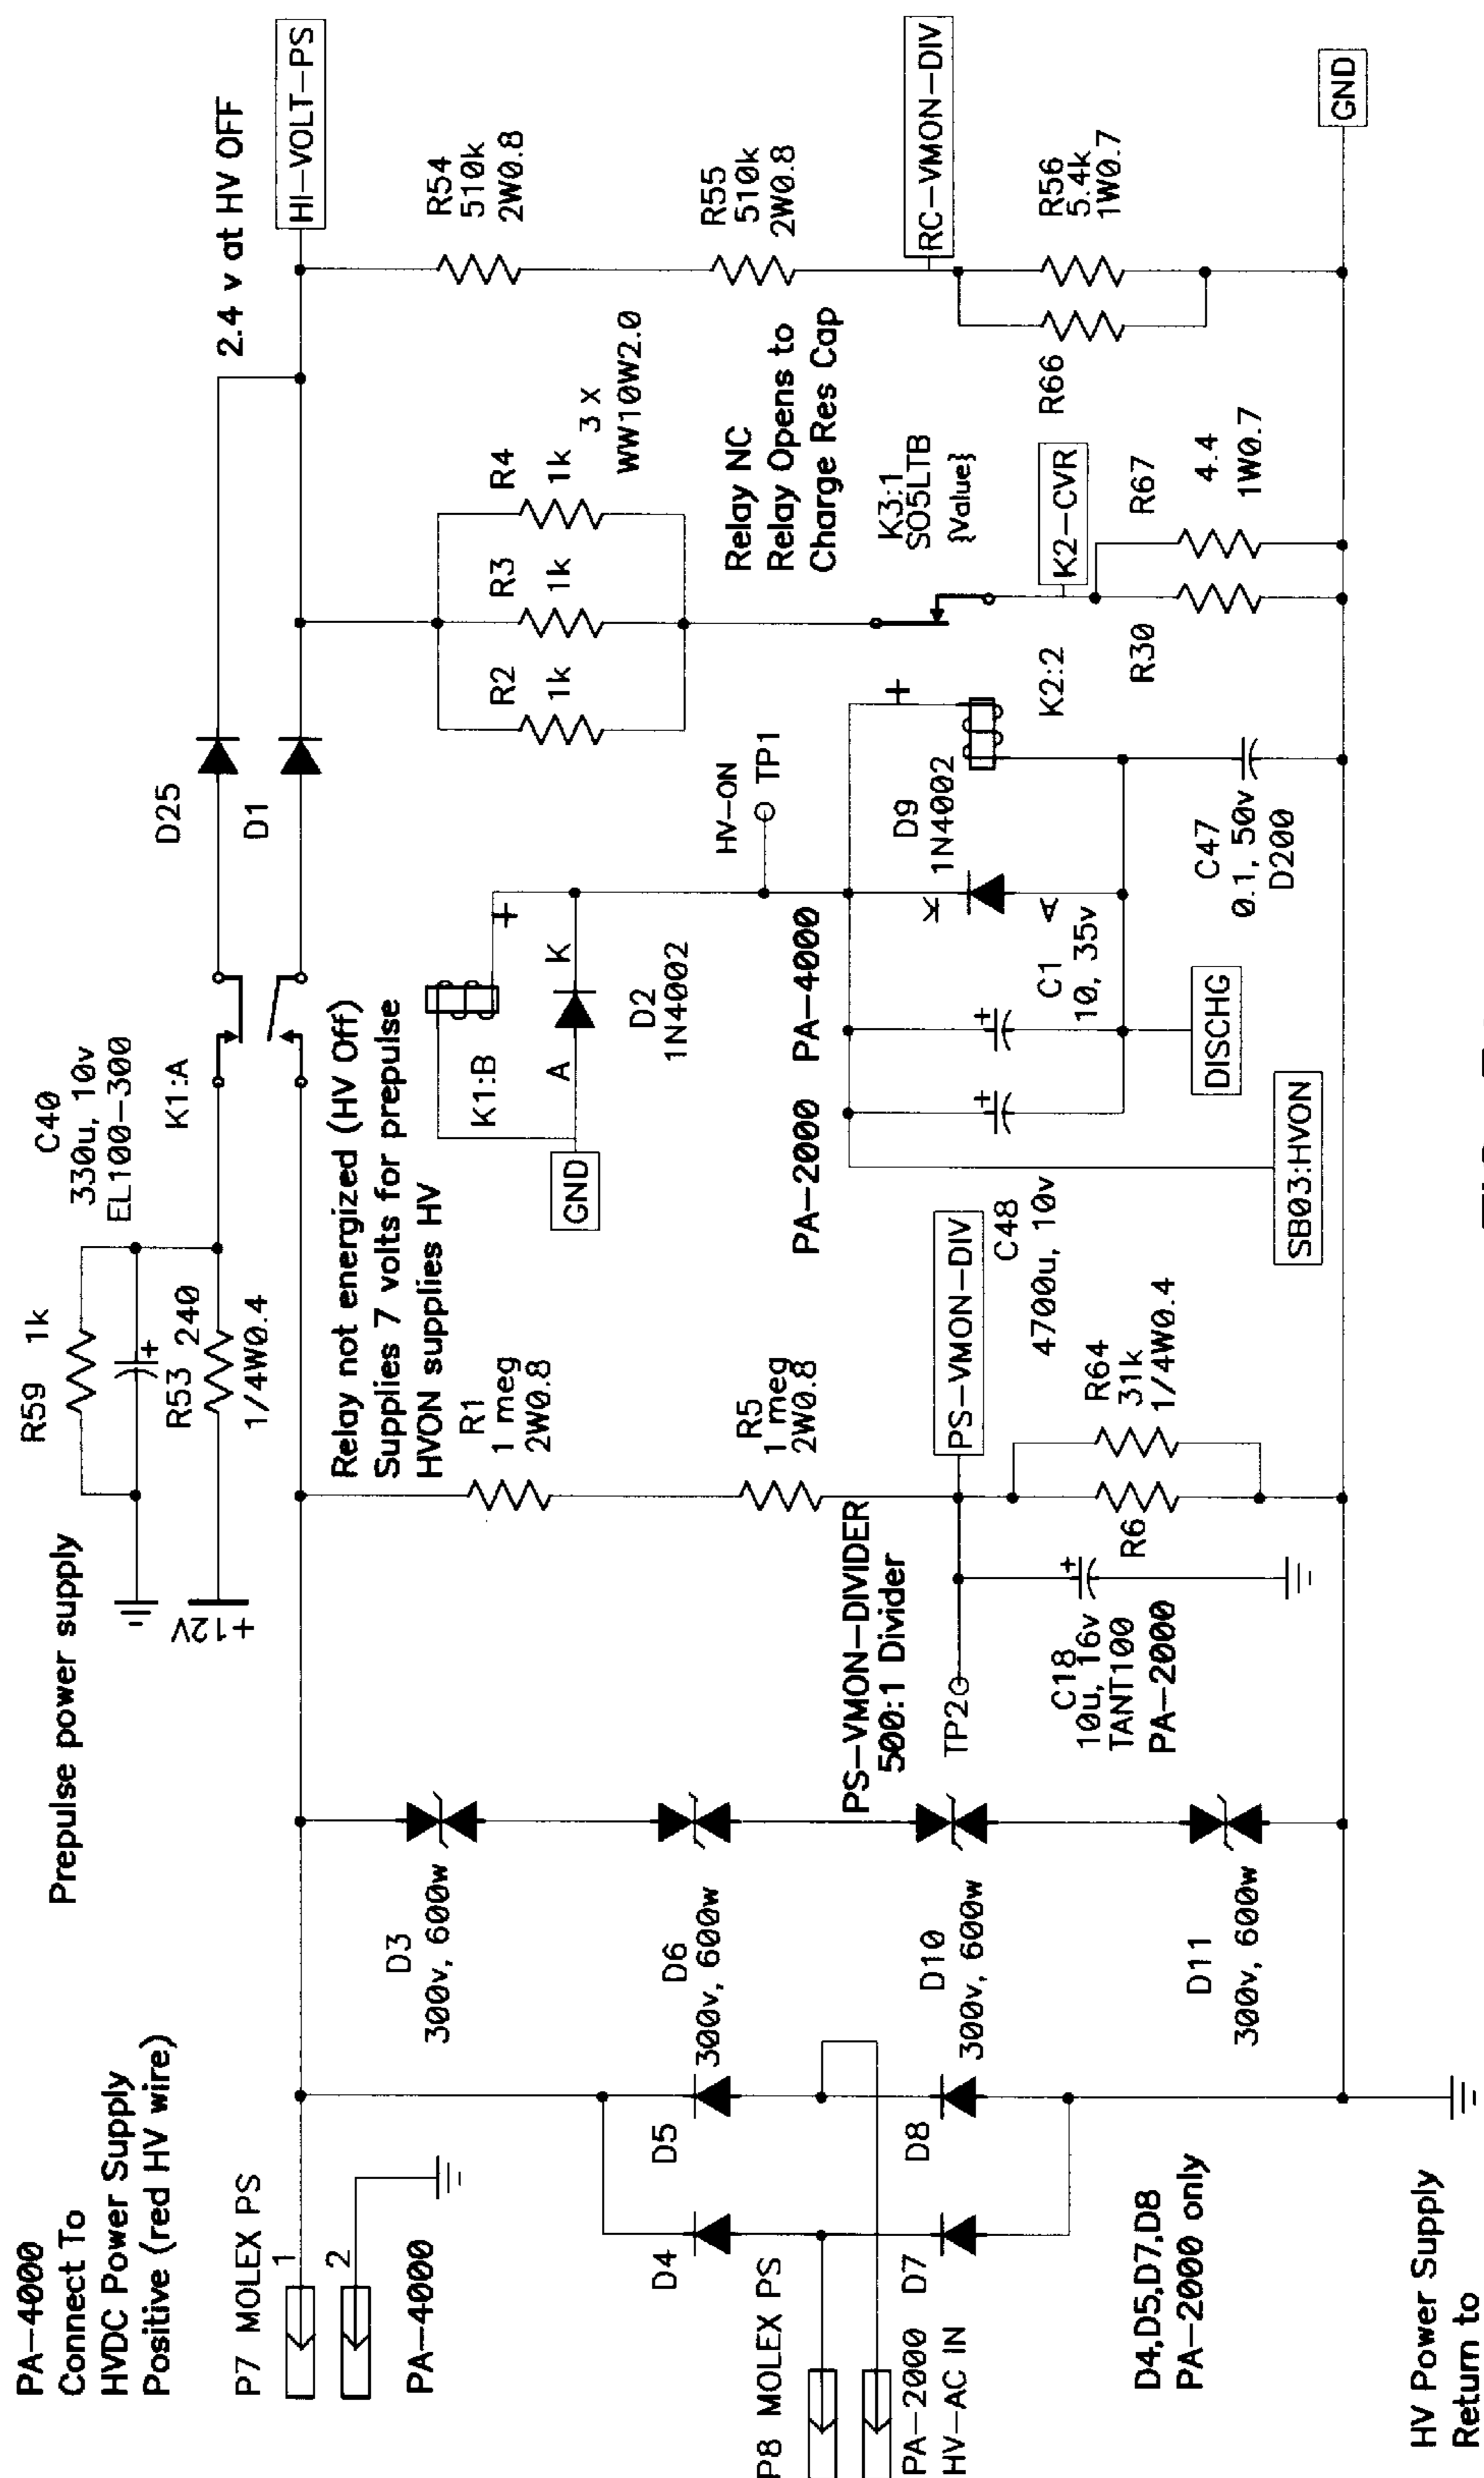 PA-4000
Connect To
HVDC Power Supply
Positive (red HV wire)
P7 MOLEX PS
1
2
PA-4000
P8 MOLEX PS
PA-2000
HV-AC IN
D4
D5
D7
D8
D4,D5,D7,D8
PA-2000 only
HV Power Supply
Return to
D3
300v, 600w
D6
300v, 600w
D10
300v, 600w
D11
300v, 600w
Prepulse power supply
+12V
R59
1k
C40
330u, 10v
EL100-300
+
R53
240
1/4W0.4
K1:A
Relay not energized (HV Off)
Supplies 7 volts for prepulse
HVON supplies HV
R1
1 meg
2W0.8
R5
1 meg
2W0.8
PS-VMON-DIVIDER
500:1 Divider
PS-VMON-DIV
TP2
C18
10u, 16v
TANT100
PA-2000
+
R6
R64
31k
1/4W0.4
K1:B
+
GND
A
K
D2
1N4002
HV-ON
TP1
PA-2000
PA-4000
C48
4700u, 10v
+
C1
10, 35v
+
D9
1N4002
K
A
+
K2:2
DISCHG
SB03:HVON
C47
0.1, 50v
D200
D25
D1
2.4 v at HV OFF
HI-VOLT-PS
R2
1k
R3
1k
R4
1k
3 X
WW10W2.0
Relay NC
Relay Opens to
Charge Res Cap
K3:1
SO5LTB
{Value}
K2-CVR
R30
R67
4.4
1W0.7
R54
510k
2W0.8
R55
510k
2W0.8
RC-VMON-DIV
R66
R56
5.4k
1W0.7
GND